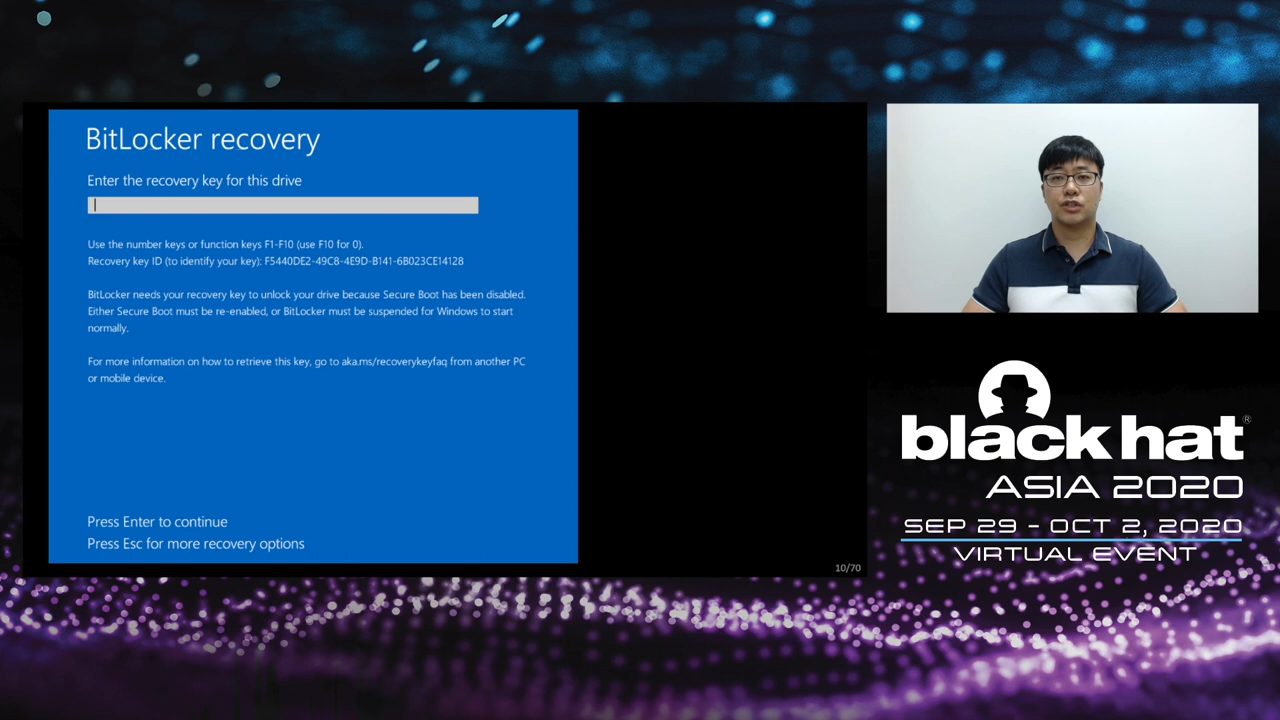 BitLocker recovery
Enter the recovery key for this drive
Use the number keys or function keys F1-F10 (use F10 for 0).
Recovery key ID (to identify your key): F5440DE2-49C8-4E9D-B141-6B023CE14128
BitLocker needs your recovery key to unlock your drive because Secure Boot has been disabled.
Either Secure Boot must be re-enabled, or BitLocker must be suspended for Windows to start
normally.
For more information on how to retrieve this key, go to aka.ms/recoverykeyfaq from another PC
or mobile device.
Press Enter to continue
Press Esc for more recovery options
10/70
black hat®
ASIA 2020
SEP 29 - OCT 2, 2020
VIRTUAL EVENT